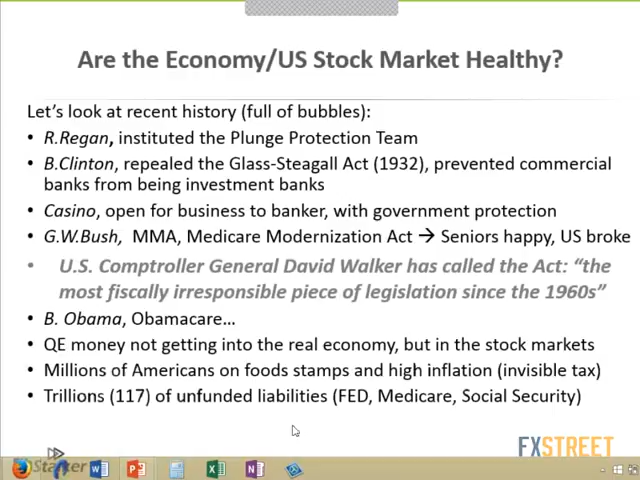 Are the Economy/US Stock Market Healthy?
Let's look at recent history (full of bubbles):
• R.Regan, instituted the Plunge Protection Team
• B.Clinton, repealed the Glass-Steagall Act (1932), prevented commercial
banks from being investment banks
• Casino, open for business to banker, with government protection
• G.W.Bush, MMA, Medicare Modernization Act → Seniors happy, US broke
• U.S. Comptroller General David Walker has called the Act: “the
most fiscally irresponsible piece of legislation since the 1960s”
• B. Obama, Obamacare…
• QE money not getting into the real economy, but in the stock markets
• Millions of Americans on foods stamps and high inflation (invisible tax)
• Trillions (117) of unfunded liabilities (FED, Medicare, Social Security)
FXSTREET